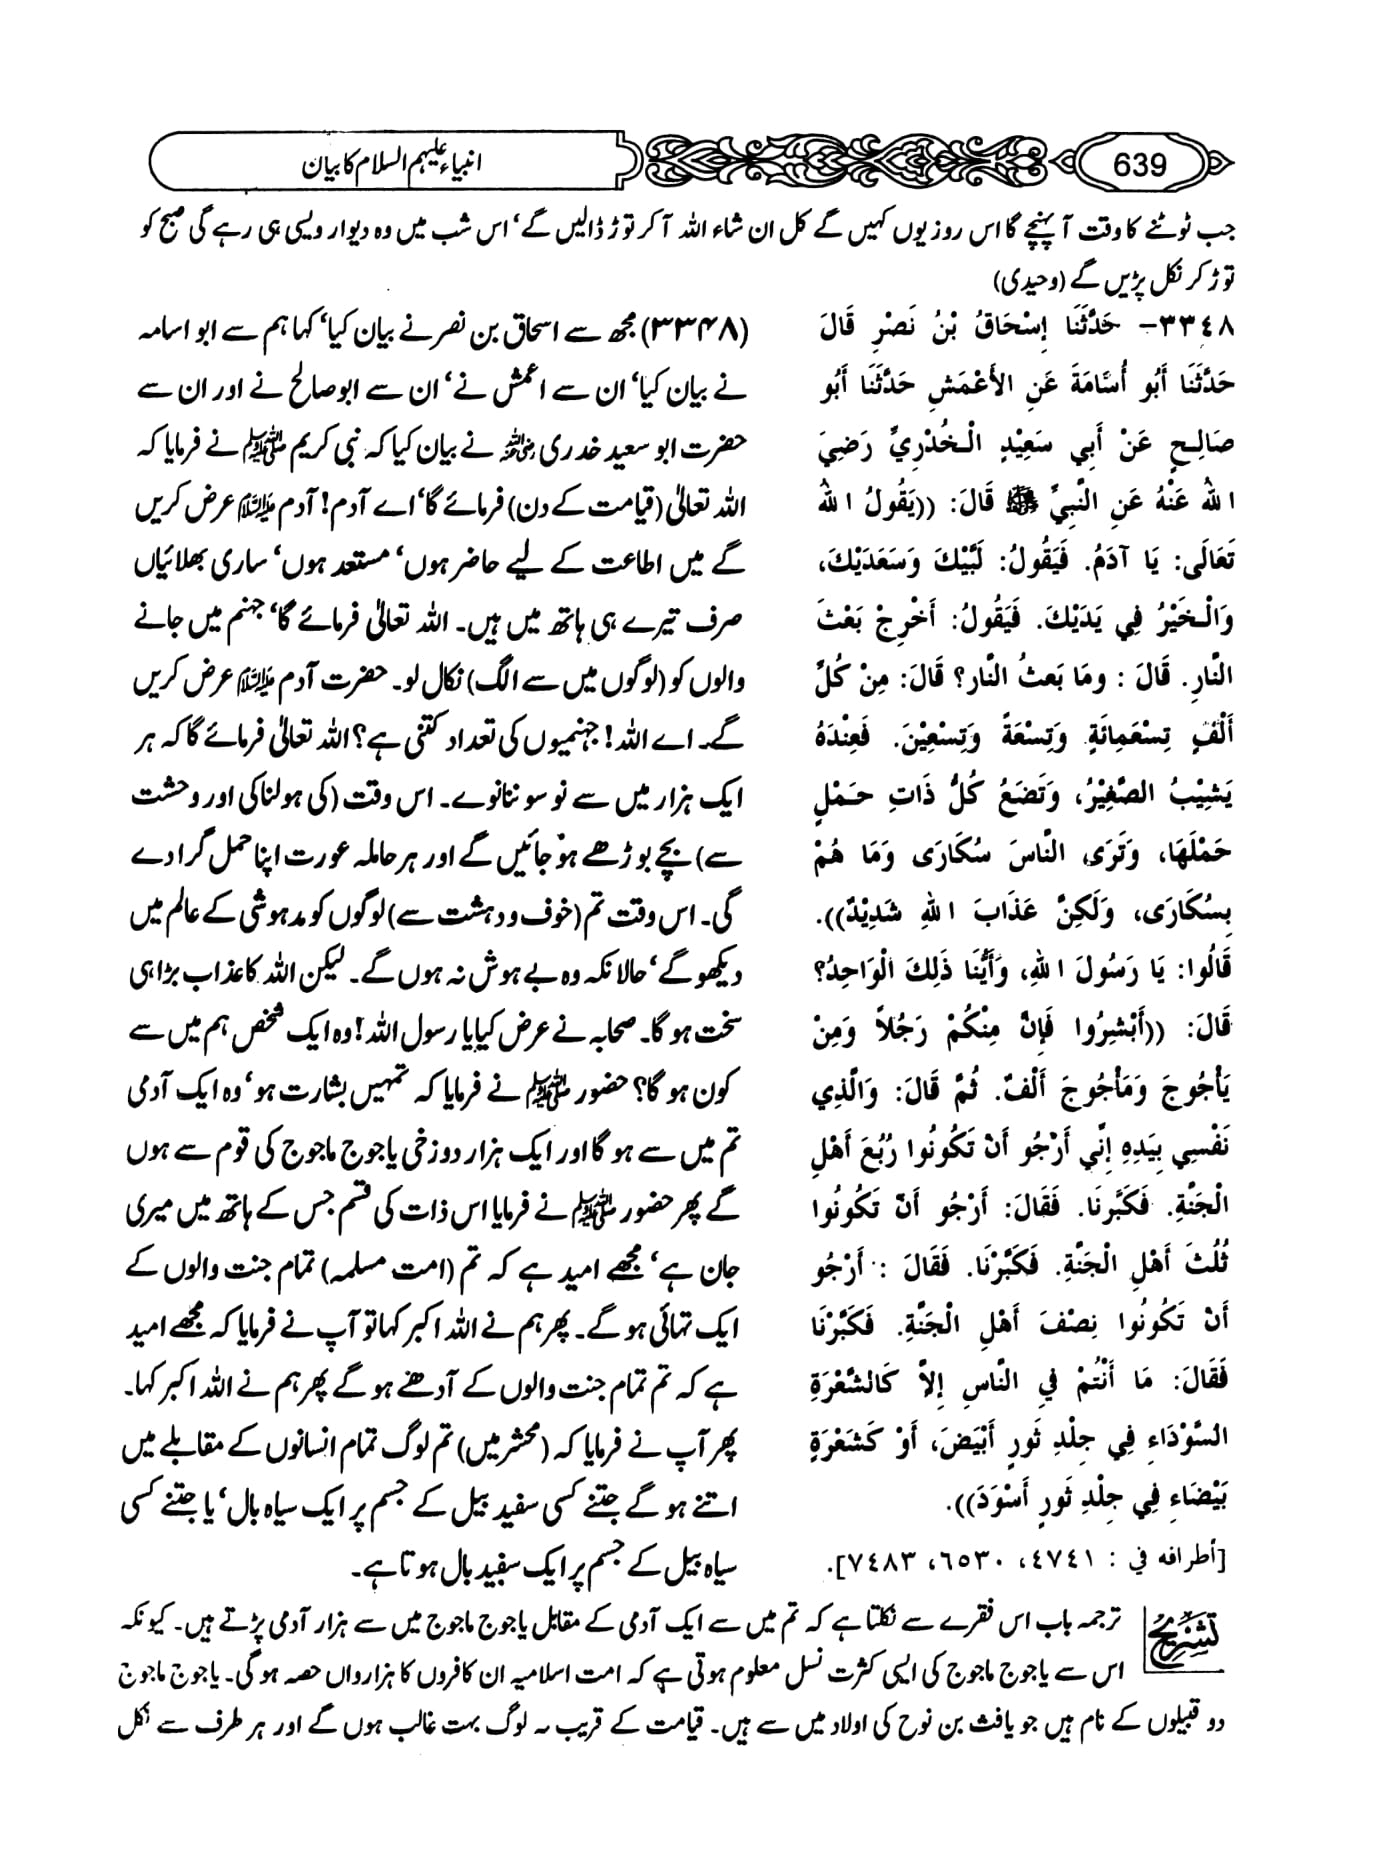 639
انبیاء علیہم السلام کا بیان
جب ٹوٹنے کا وقت آ پہنچے گا اس روز یوں کہیں گے کل ان شاء اللہ آ کر توڑ ڈالیں گے' اس شب میں وہ دیوار ویسی ہی رہے گی صبح کو
توڑ کر نکل پڑیں گے (وحیدی)
٣٣٤٨- حَدَّثَنَا إِسْحَاقُ بْنُ نَصْرٍ قَالَ
حَدَّثَنَا أَبُو أُسَامَةَ عَنِ الأَعْمَشِ حَدَّثَنَا أَبُو
صَالِحٍ عَنْ أَبِي سَعِيْدٍ الْخُدْرِيِّ رَضِيَ
اللهُ عَنْهُ عَنِ النَّبِيِّ ﷺ قَالَ: ((يَقُولُ اللهُ
تَعَالَى: يَا آدَمُ. فَيَقُولُ: لَبَّيْكَ وَسَعَدَيْكَ،
وَالْخَيْرُ فِي يَدَيْكَ. فَيَقُولُ: أَخْرِجْ بَعْثَ
النَّارِ. قَالَ : وَمَا بَعثُ النَّارِ؟ قَالَ: مِنْ كُلِّ
أَلْفٍ تِسْعَمِائَةٍ وَتِسْعَةً وَتِسْعِيْنَ. فَعِنْدَهُ
يَشِيْبُ الصَّغِيْرُ، وَتَضَعُ كُلُّ ذَاتِ حَمْلٍ
حَمْلَهَا، وَتَرَى النَّاسَ سُكَارَى وَمَا هُمْ
بِسُكَارَى، وَلَكِنَّ عَذَابَ اللهِ شَدِيْدٌ)).
قَالُوا: يَا رَسُولَ اللهِ، وَأَيُّنَا ذَلِكَ الْوَاحِدُ؟
قَالَ: ((أَبْشِرُوا فَإِنَّ مِنْكُمْ رَجُلاً وَمِنْ
يَأْجُوجَ وَمَأْجُوجَ أَلْفٌ. ثُمَّ قَالَ: وَالَّذِي
نَفْسِي بِيَدِهِ إِنِّي أَرْجُو أَنْ تَكُونُوا رُبُعَ أَهْلِ
الْجَنَّةِ. فَكَبَّرنَا. فَقَالَ: أَرْجُو أَنْ تَكُونُوا
ثُلُثَ أَهْلِ الْجَنَّةِ. فَكَبَّرْنَا. فَقَالَ : أَرْجُو
أَنْ تَكُونُوا نِصْفَ أَهْلِ الْجَنَّةِ. فَكَبَّرْنَا
فَقَالَ: مَا أَنْتُمْ فِي النَّاسِ إِلاَّ كَالشَّعْرَةِ
السَّوْدَاءِ فِي جِلْدِ ثَورٍ أَبْيَضَ، أَوْ كَشَعْرَةٍ
بَيْضَاءَ فِي جِلْدِ ثَورٍ أَسْوَدَ)).
[أطرافه في : ٤٧٤١، ٦٥٣٠، ٧٤٨٣].
(۳۳۴۸) مجھ سے اسحاق بن نصر نے بیان کیا' کہا ہم سے ابو اسامہ
نے بیان کیا' ان سے اعمش نے' ان سے ابو صالح نے اور ان سے
حضرت ابو سعید خدری رضی اللہ عنہ نے بیان کیا کہ نبی کریم ﷺ نے فرمایا کہ
اللہ تعالیٰ (قیامت کے دن) فرمائے گا' اے آدم! آدم علیہ السلام عرض کریں
گے میں اطاعت کے لیے حاضر ہوں' مستعد ہوں' ساری بھلائیاں
صرف تیرے ہی ہاتھ میں ہیں۔ اللہ تعالیٰ فرمائے گا' جہنم میں جانے
والوں کو (لوگوں میں سے الگ) نکال لو۔ حضرت آدم علیہ السلام عرض کریں
گے۔ اے اللہ! جہنمیوں کی تعداد کتنی ہے؟ اللہ تعالیٰ فرمائے گا کہ ہر
ایک ہزار میں سے نو سو ننانوے۔ اس وقت (کی ہولناکی اور وحشت
سے) بچے بوڑھے ہو جائیں گے اور ہر حاملہ عورت اپنا حمل گرا دے
گی۔ اس وقت تم (خوف و دہشت سے) لوگوں کو مدہوشی کے عالم میں
دیکھو گے' حالانکہ وہ بے ہوش نہ ہوں گے۔ لیکن اللہ کا عذاب بڑا ہی
سخت ہو گا۔ صحابہ نے عرض کیا یا رسول اللہ! وہ ایک شخص ہم میں سے
کون ہو گا؟ حضور ﷺ نے فرمایا کہ تمہیں بشارت ہو' وہ ایک آدمی
تم میں سے ہو گا اور ایک ہزار دوزخی یاجوج ماجوج کی قوم سے ہوں
گے پھر حضور ﷺ نے فرمایا اس ذات کی قسم جس کے ہاتھ میں میری
جان ہے' مجھے امید ہے کہ تم (امت مسلمہ) تمام جنت والوں کے
ایک تہائی ہو گے۔ پھر ہم نے اللہ اکبر کہا تو آپ نے فرمایا کہ مجھے امید
ہے کہ تم تمام جنت والوں کے آدھے ہو گے پھر ہم نے اللہ اکبر کہا۔
پھر آپ نے فرمایا کہ (محشر میں) تم لوگ تمام انسانوں کے مقابلے میں
اتنے ہو گے جتنے کسی سفید بیل کے جسم پر ایک سیاہ بال' یا جتنے کسی
سیاہ بیل کے جسم پر ایک سفید بال ہوتا ہے۔
تشریح
ترجمہ باب اس فقرے سے نکلتا ہے کہ تم میں سے ایک آدمی کے مقابل یاجوج ماجوج میں سے ہزار آدمی پڑتے ہیں۔ کیونکہ
اس سے یاجوج ماجوج کی ایسی کثرت نسل معلوم ہوتی ہے کہ امت اسلامیہ ان کافروں کا ہزارواں حصہ ہو گی۔ یاجوج ماجوج
دو قبیلوں کے نام ہیں جو یافث بن نوح کی اولاد میں سے ہیں۔ قیامت کے قریب یہ لوگ بہت غالب ہوں گے اور ہر طرف سے نکل